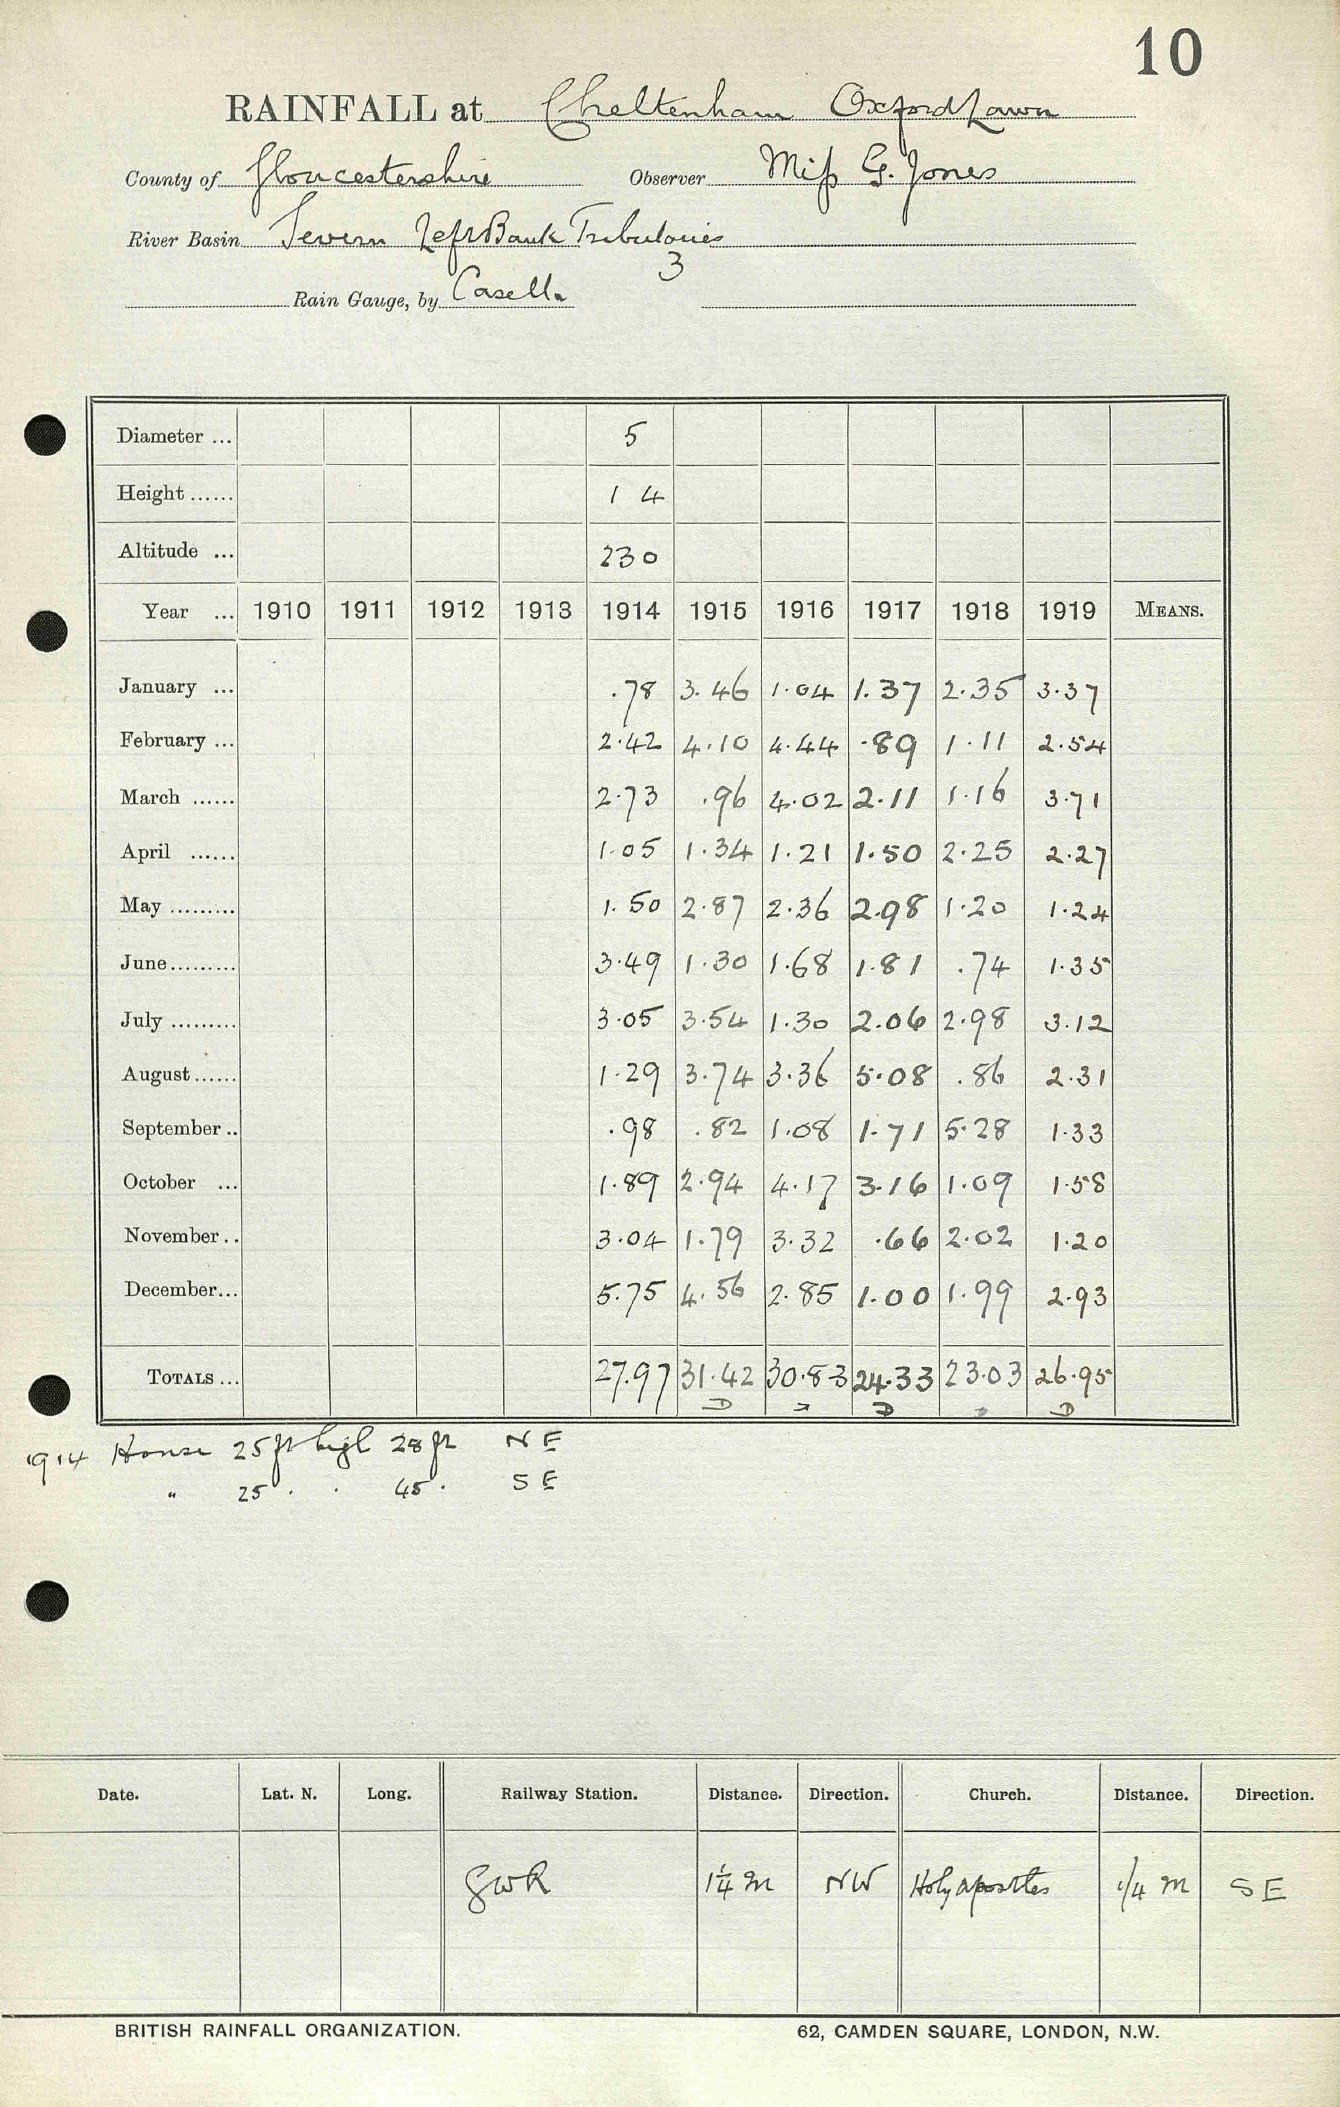 10
RAINFALL at Cheltenham Oxford Lawn
County of Gloucestershire Observer Miss G. Jones
River Basin Severn Left Bank Tributaries
3
Rain Gauge, by Casella
Diameter ... 5
Height ...... 1 4
Altitude ... 230
Year ... 1910 1911 1912 1913 1914 1915 1916 1917 1918 1919 MEANS.
January ... .78 3.46 1.04 1.37 2.35 3.37
February ... 2.42 4.10 4.44 .89 1.11 2.54
March ...... 2.73 .96 4.02 2.11 1.16 3.71
April ...... 1.05 1.34 1.21 1.50 2.25 2.27
May ......... 1.50 2.87 2.36 2.98 1.20 1.24
June......... 3.49 1.30 1.68 1.81 .74 1.35
July ......... 3.05 3.54 1.30 2.06 2.98 3.12
August...... 1.29 3.74 3.36 5.08 .86 2.31
September .. .98 .82 1.08 1.71 5.28 1.33
October ... 1.89 2.94 4.17 3.16 1.09 1.58
November .. 3.04 1.79 3.32 .66 2.02 1.20
December... 5.75 4.56 2.85 1.00 1.99 2.93
TOTALS ... 27.97 31.42 30.83 24.33 23.03 26.95
1914 House 25 ft high 28 ft NE
" 25 . . 45 . SE
Date. Lat. N. Long. Railway Station. Distance. Direction. Church. Distance. Direction.
GWR 1¼ m NW Holy Apostles 1/4 m SE
BRITISH RAINFALL ORGANIZATION. 62, CAMDEN SQUARE, LONDON, N.W.